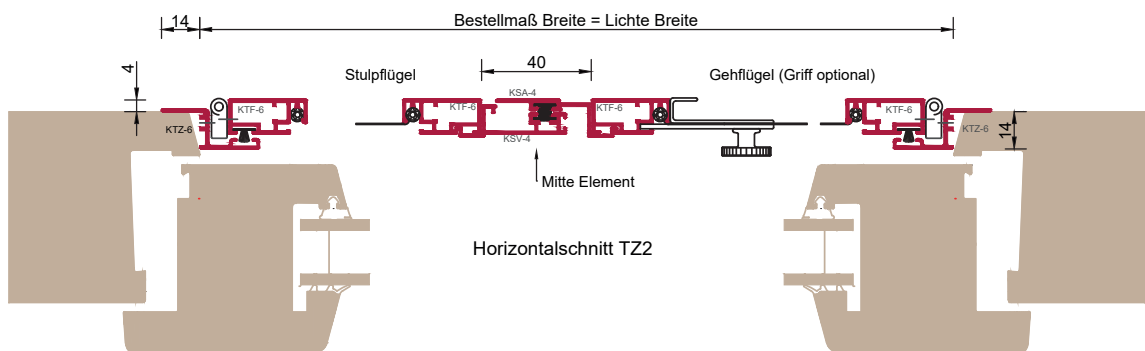 14
Bestellmaß Breite = Lichte Breite
4
40
Stulpflügel
Gehflügel (Griff optional)
KSA-4
KTF-6
KTF-6
KTF-6
KTF-6
KTZ-6
KSV-4
KTZ-6
14
Mitte Element
Horizontalschnitt TZ2